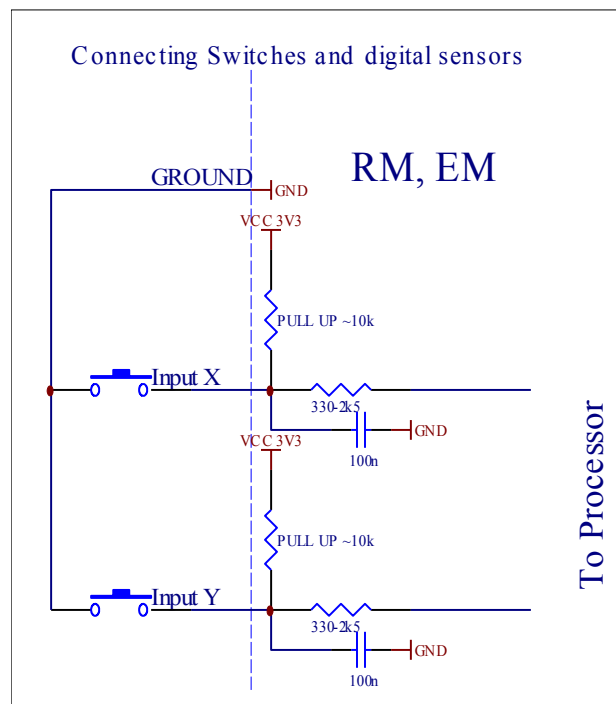 Connecting Switches and digital sensors
RM, EM
GROUND
GND
VCC 3V3
PULL UP ~10k
Input X
330-2k5
GND
100n
VCC 3V3
PULL UP ~10k
Input Y
330-2k5
GND
100n
To Processor